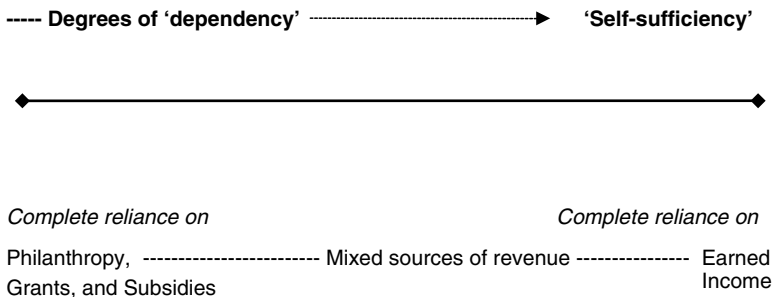 ----- Degrees of ‘dependency’ ‘Self-sufficiency’
Complete reliance on Complete reliance on
Philanthropy, ------------------------- Mixed sources of revenue ---------------- Earned
Grants, and Subsidies Income